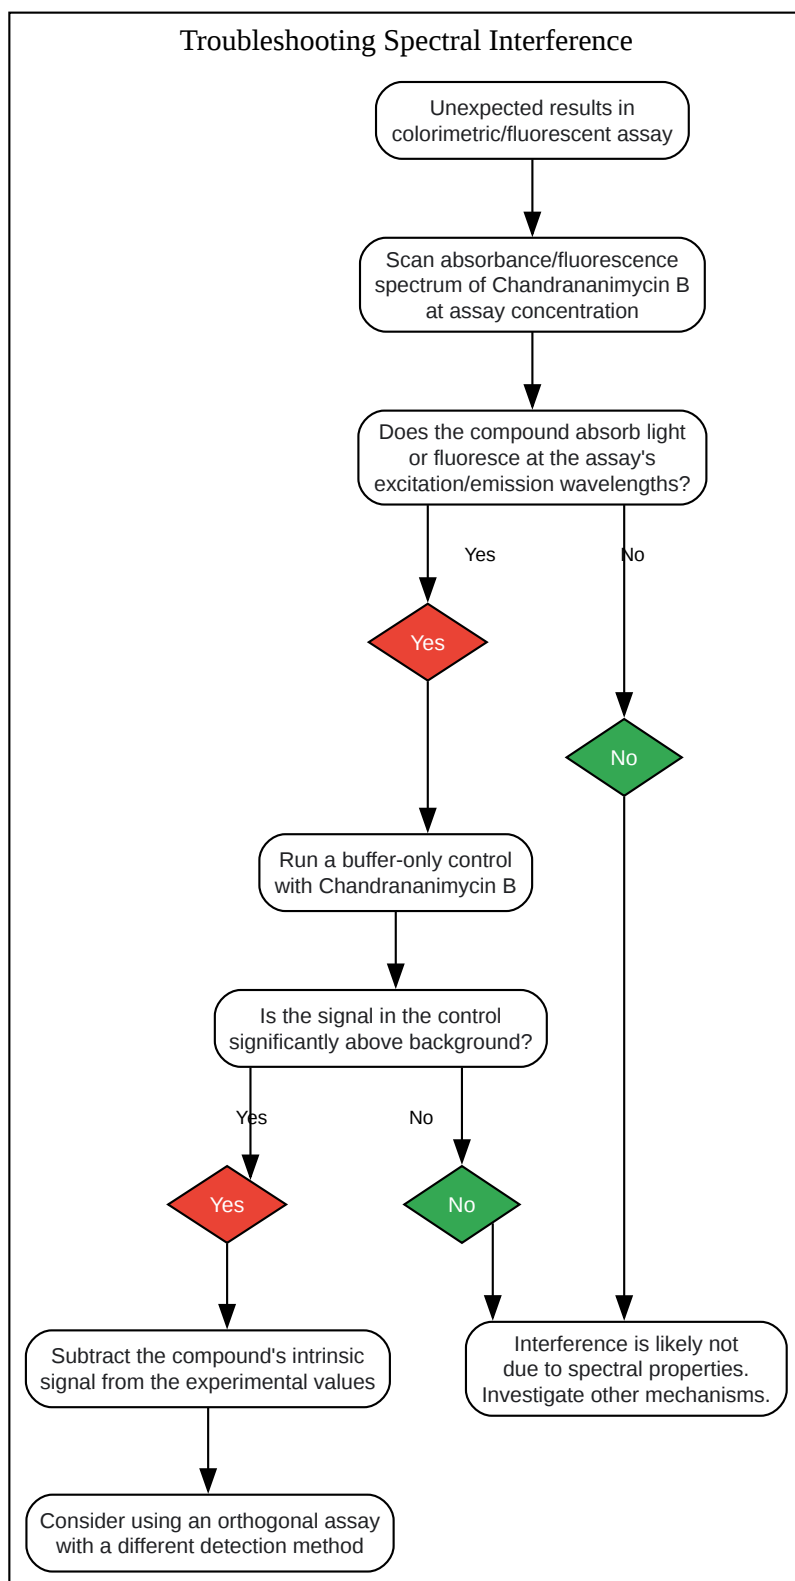 Troubleshooting Spectral Interference
Unexpected results in
colorimetric/fluorescent assay
Scan absorbance/fluorescence
spectrum of Chandrananimycin B
at assay concentration
Does the compound absorb light
or fluoresce at the assay's
excitation/emission wavelengths?
Yes
No
Yes
No
Run a buffer-only control
with Chandrananimycin B
Is the signal in the control
significantly above background?
Yes
No
Yes
No
Subtract the compound's intrinsic
signal from the experimental values
Interference is likely not
due to spectral properties.
Investigate other mechanisms.
Consider using an orthogonal assay
with a different detection method